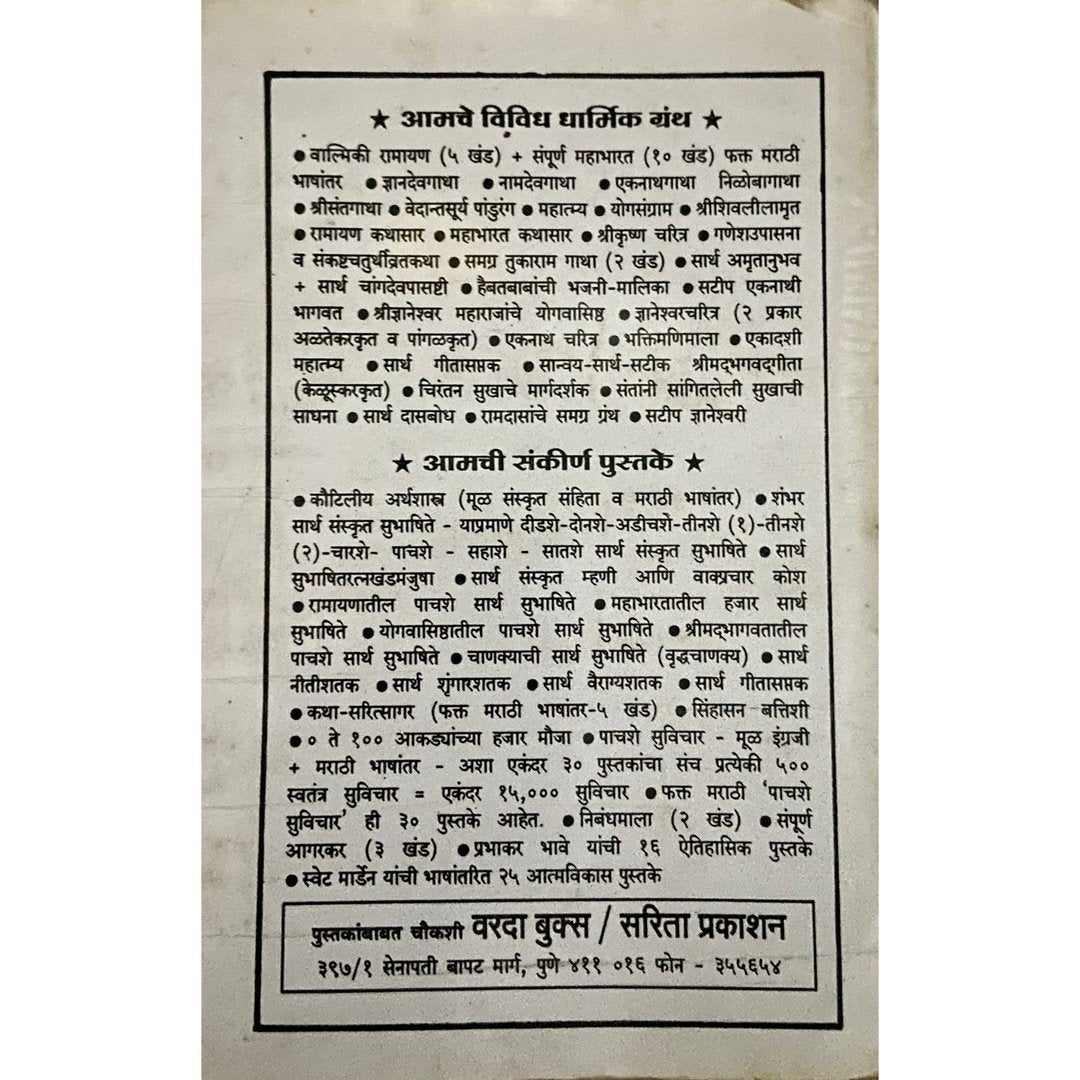 ★ आमचे विविध धार्मिक ग्रंथ ★
● वाल्मिकी रामायण (५ खंड) + संपूर्ण महाभारत (१० खंड) फक्त मराठी
भाषांतर ● ज्ञानदेवगाथा ● नामदेवगाथा ● एकनाथगाथा निळोबागाथा
● श्रीसंतगाथा ● वेदान्तसूर्य पांडुरंग ● महात्म्य ● योगसंग्राम ● श्रीशिवलीलामृत
● रामायण कथासार ● महाभारत कथासार ● श्रीकृष्ण चरित्र ● गणेशउपासना
व संकष्टचतुर्थीव्रतकथा ● समग्र तुकाराम गाथा (२ खंड) ● सार्थ अमृतानुभव
+ सार्थ चांगदेवपासष्टी ● हैबतबाबांची भजनी-मालिका ● सटीप एकनाथी
भागवत ● श्रीज्ञानेश्वर महाराजांचे योगवासिष्ठ ● ज्ञानेश्वरचरित्र (२ प्रकार
अळतेकरकृत व पांगळकृत) ● एकनाथ चरित्र ● भक्तिमणिमाला ● एकादशी
महात्म्य ● सार्थ गीतासप्तक ● सान्वय-सार्थ-सटीक श्रीमद्‌भगवद्‌गीता
(केळूस्करकृत) ● चिरंतन सुखाचे मार्गदर्शक ● संतांनी सांगितलेली सुखाची
साधना ● सार्थ दासबोध ● रामदासांचे समग्र ग्रंथ ● सटीप ज्ञानेश्वरी
★ आमची संकीर्ण पुस्तके ★
● कौटिलीय अर्थशास्त्र (मूळ संस्कृत संहिता व मराठी भाषांतर) ● शंभर
सार्थ संस्कृत सुभाषिते - याप्रमाणे दीडशे-दोनशे-अडीचशे-तीनशे (१)-तीनशे
(२)-चारशे- पाचशे - सहाशे - सातशे सार्थ संस्कृत सुभाषिते ● सार्थ
सुभाषितरत्नखंडमंजुषा ● सार्थ संस्कृत म्हणी आणि वाक्प्रचार कोश
● रामायणातील पाचशे सार्थ सुभाषिते ● महाभारतातील हजार सार्थ
सुभाषिते ● योगवासिष्ठातील पाचशे सार्थ सुभाषिते ● श्रीमद्‌भागवतातील
पाचशे सार्थ सुभाषिते ● चाणक्याची सार्थ सुभाषिते (वृद्धचाणक्य) ● सार्थ
नीतीशतक ● सार्थ शृंगारशतक ● सार्थ वैराग्यशतक ● सार्थ गीतासप्तक
● कथा-सरित्सागर (फक्त मराठी भाषांतर-५ खंड) ● सिंहासन बत्तिशी
● ० ते १०० आकड्यांच्या हजार मौजा ● पाचशे सुविचार - मूळ इंग्रजी
+ मराठी भाषांतर - अशा एकंदर ३० पुस्तकांचा संच प्रत्येकी ५००
स्वतंत्र सुविचार = एकंदर १५,००० सुविचार ● फक्त मराठी 'पाचशे
सुविचार' ही ३० पुस्तके आहेत. ● निबंधमाला (२ खंड) ● संपूर्ण
आगरकर (३ खंड) ● प्रभाकर भावे यांची १६ ऐतिहासिक पुस्तके
● स्वेट मार्डेन यांची भाषांतरित २५ आत्मविकास पुस्तके
पुस्तकांबाबत चौकशी वरदा बुक्स / सरिता प्रकाशन
३९७/१ सेनापती बापट मार्ग, पुणे ४११ ०१६ फोन - ३५५६५४